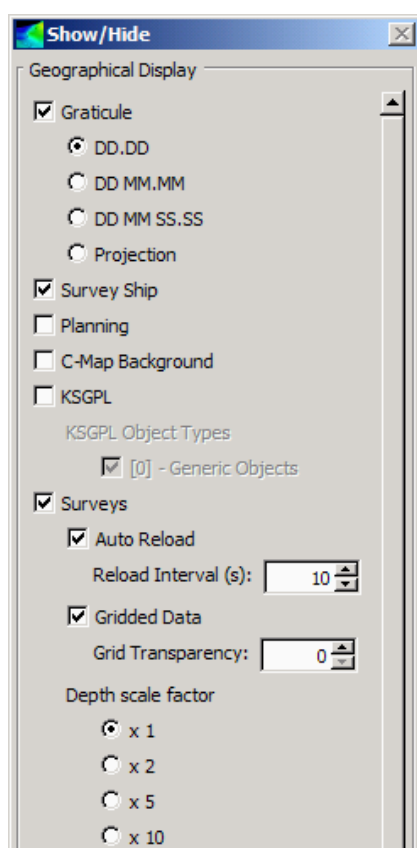 Show/Hide
Geographical Display
Graticule
DD.DD
DD MM.MM
DD MM SS.SS
Projection
Survey Ship
Planning
C-Map Background
KSGPL
KSGPL Object Types
[0] - Generic Objects
Surveys
Auto Reload
Reload Interval (s): 10
Gridded Data
Grid Transparency: 0
Depth scale factor
x 1
x 2
x 5
x 10